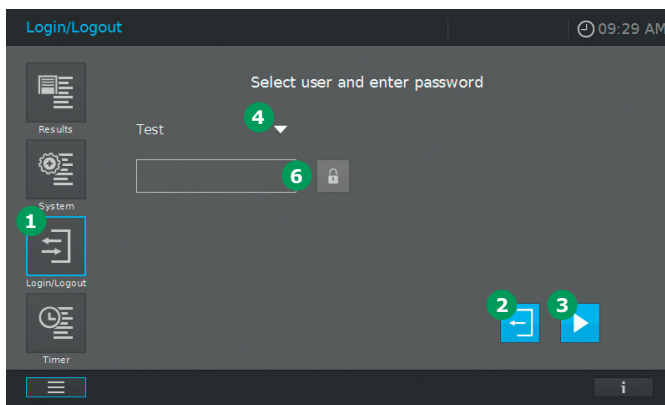 Login/Logout
09:29 AM
Select user and enter password
Results
Test
4
6
System
1
Login/Logout
2
3
Timer
i